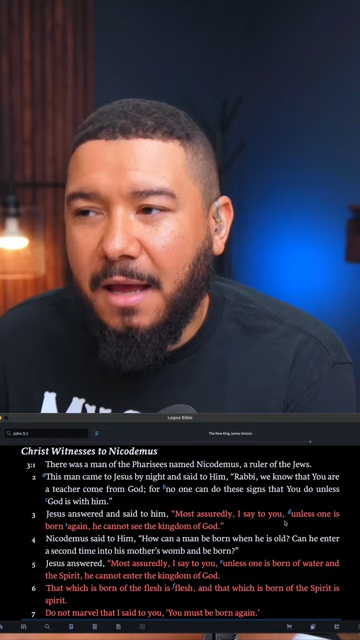 Logos Bible
John 3:1
The New King James Version
Christ Witnesses to Nicodemus
3:1 There was a man of the Pharisees named Nicodemus, a ruler of the Jews.
2 This man came to Jesus by night and said to Him, “Rabbi, we know that You are
a teacher come from God; for no one can do these signs that You do unless
God is with him.”
3 Jesus answered and said to him, “Most assuredly, I say to you, unless one is
born again, he cannot see the kingdom of God.”
4 Nicodemus said to Him, “How can a man be born when he is old? Can he enter
a second time into his mother’s womb and be born?”
5 Jesus answered, “Most assuredly, I say to you, unless one is born of water and
the Spirit, he cannot enter the kingdom of God.
6 That which is born of the flesh is flesh, and that which is born of the Spirit is
spirit.
7 Do not marvel that I said to you, ‘You must be born again.’